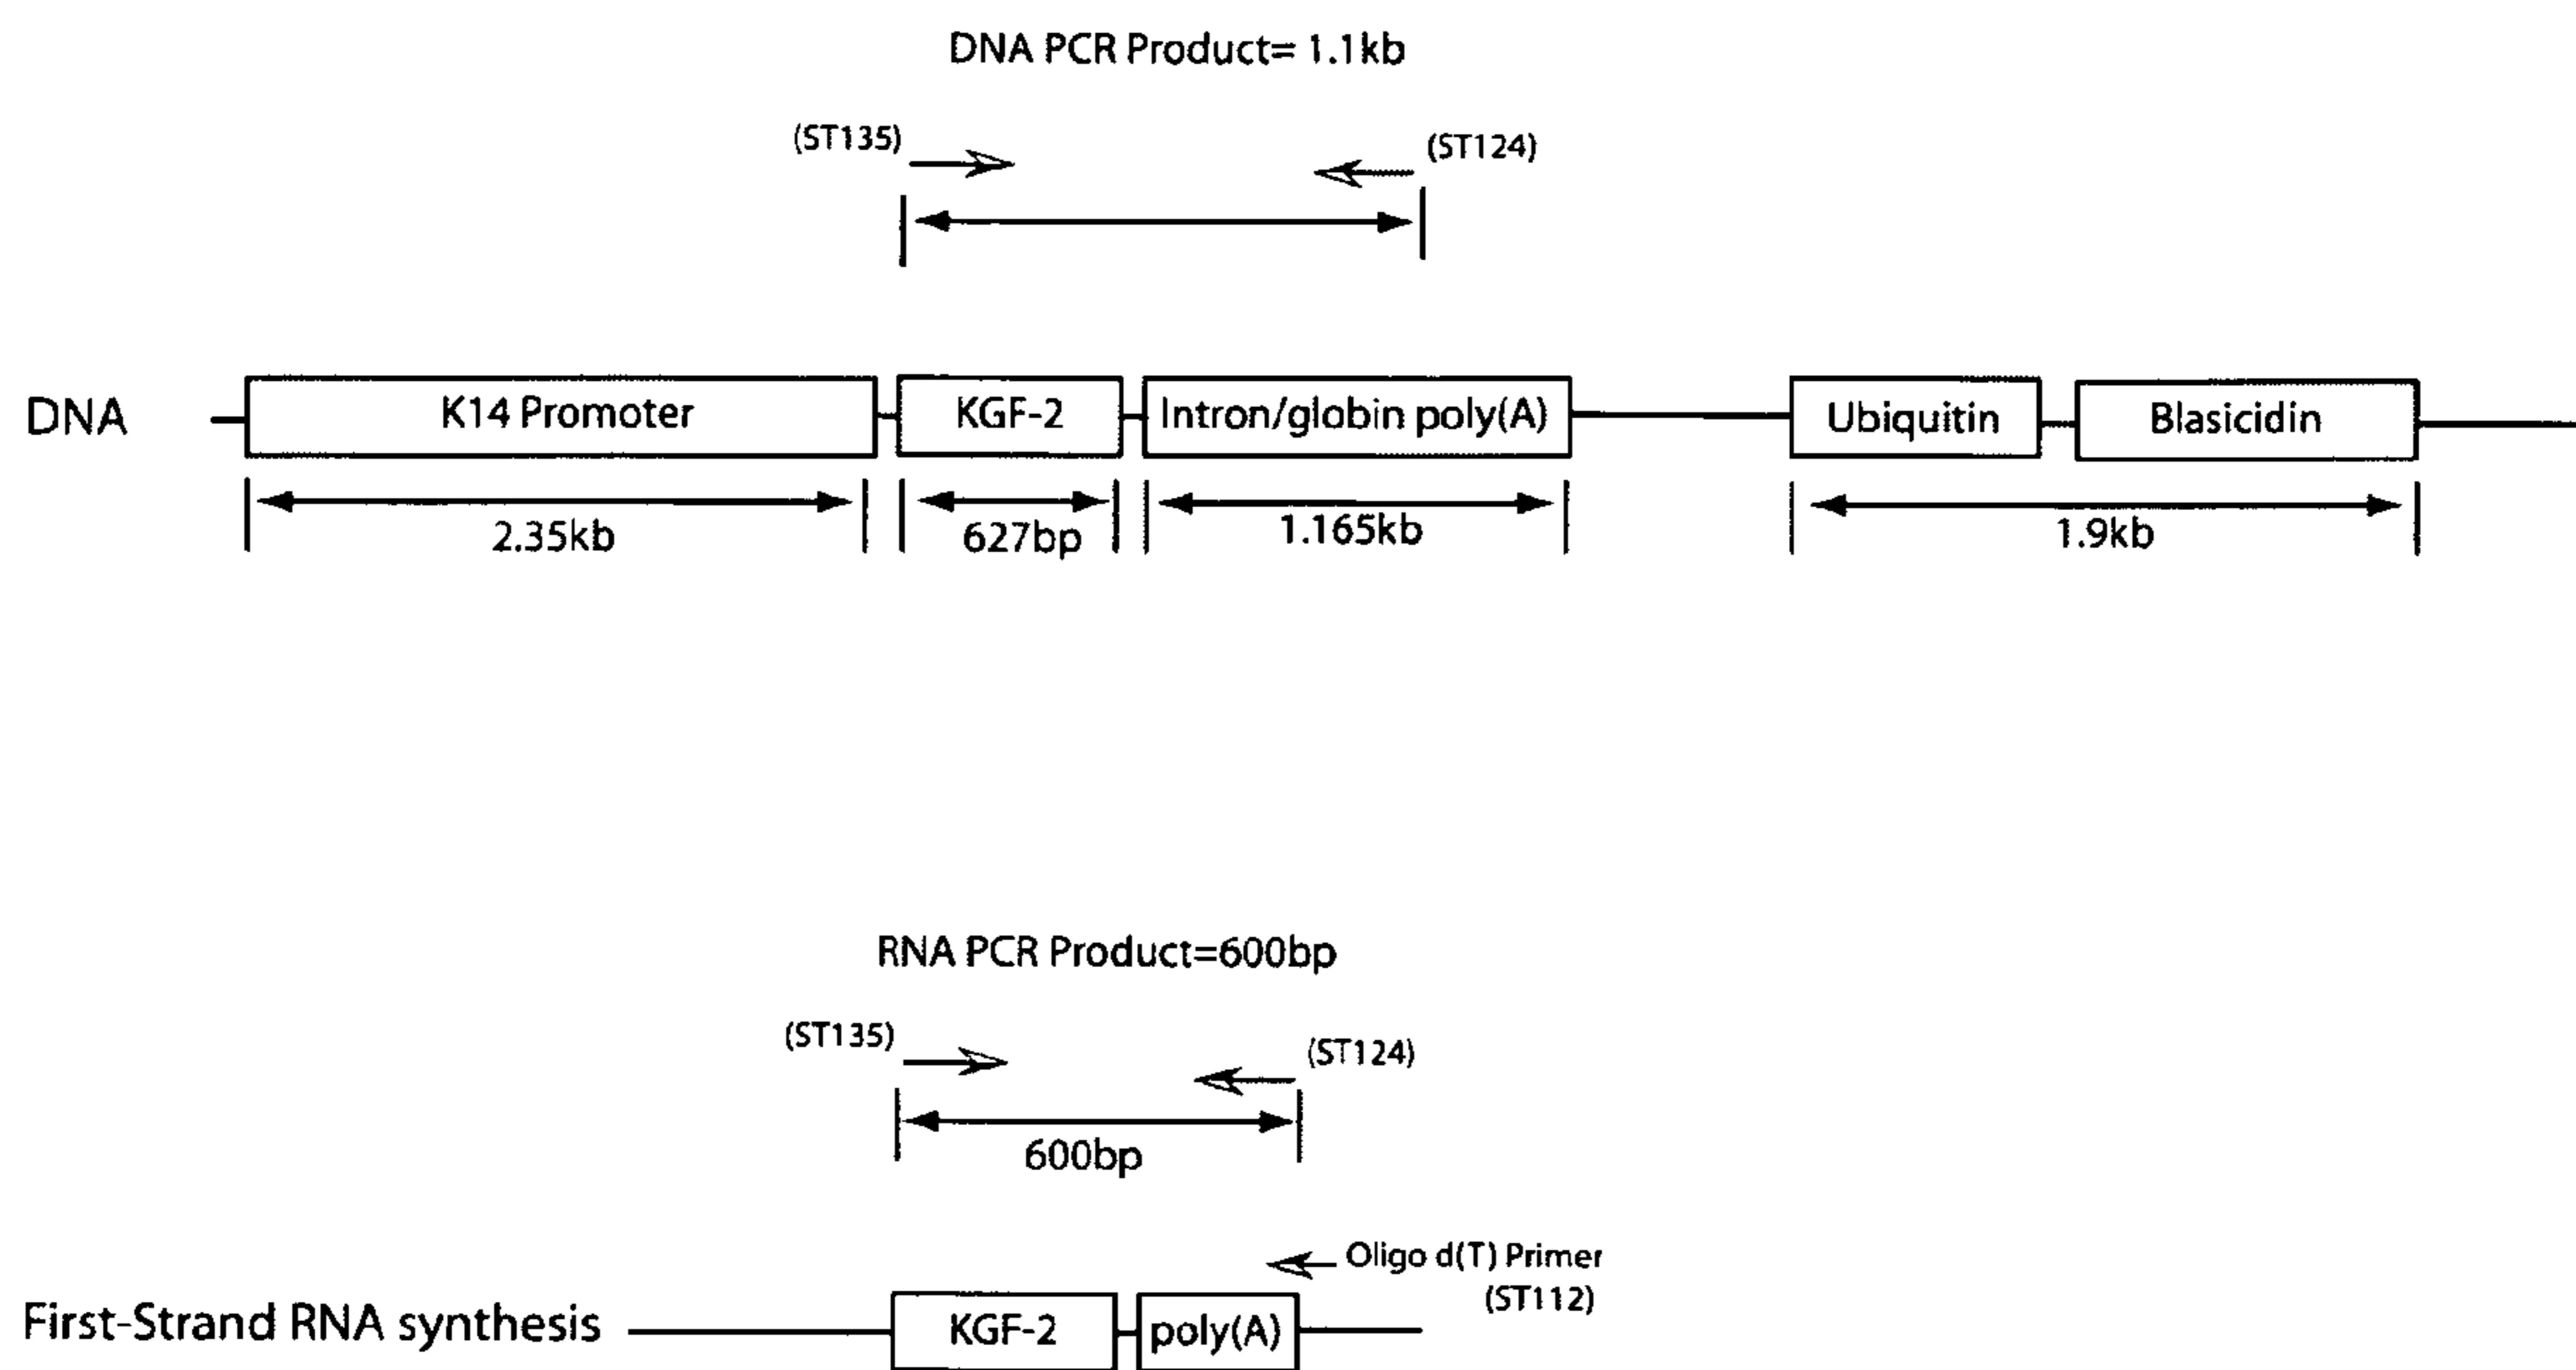 DNA PCR Product= 1.1kb
(ST135)
(ST124)
DNA
K14 Promoter
KGF-2
Intron/globin poly(A)
Ubiquitin
Blasicidin
2.35kb
627bp
1.165kb
1.9kb
RNA PCR Product=600bp
(ST135)
(ST124)
600bp
Oligo d(T) Primer
(ST112)
First-Strand RNA synthesis
KGF-2
poly(A)